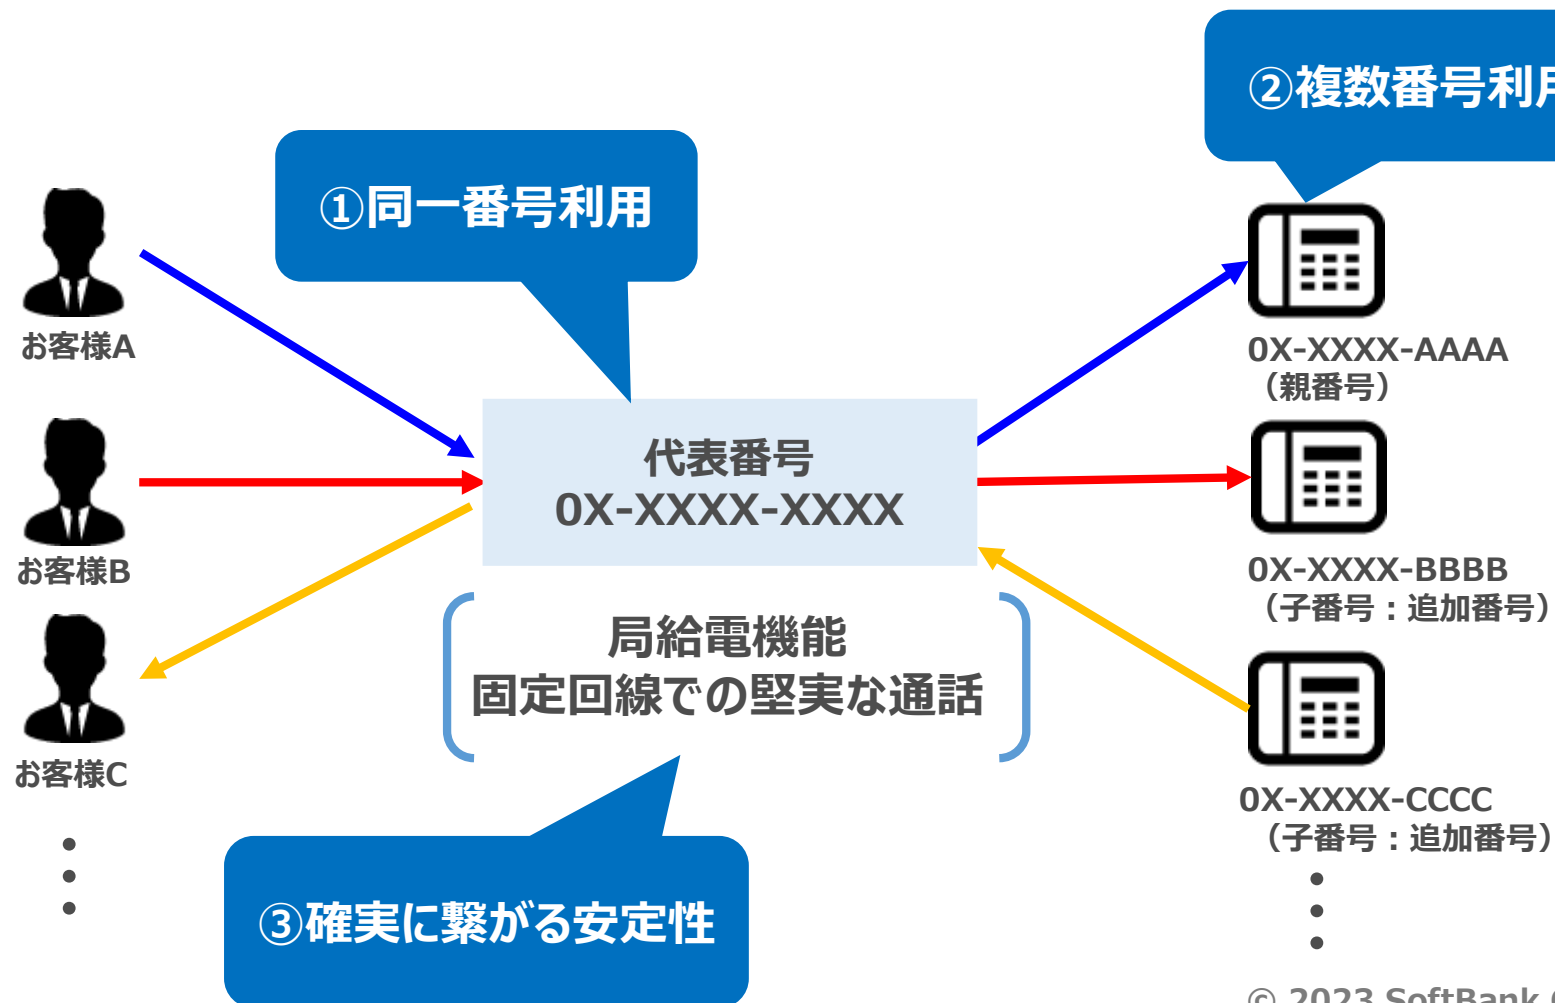 ②複数番号利用
①同一番号利用
お客様A
0X-XXXX-AAAA
（親番号）
代表番号
0X-XXXX-XXXX
お客様B
0X-XXXX-BBBB
（子番号：追加番号）
局給電機能
固定回線での堅実な通話
お客様C
0X-XXXX-CCCC
（子番号：追加番号）
③確実に繋がる安定性
© 2023 SoftBank